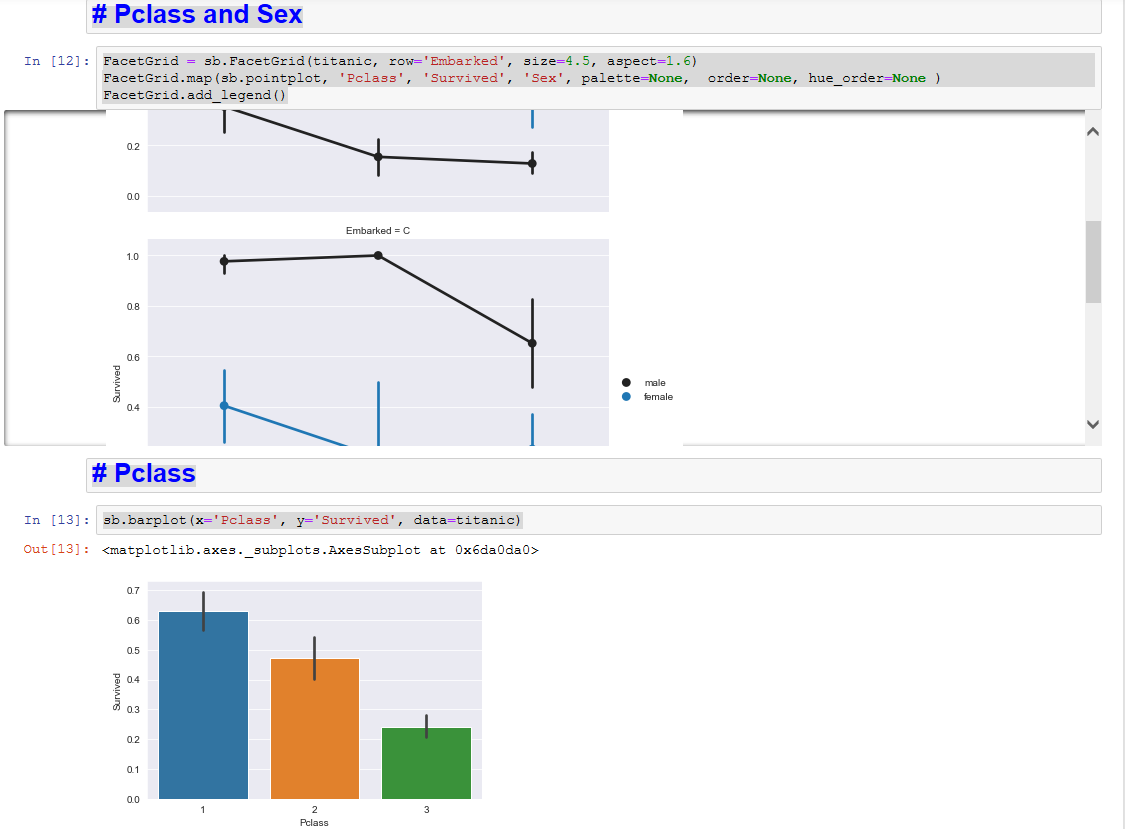 # Pclass and Sex
In [12]: FacetGrid = sb.FacetGrid(titanic, row='Embarked', size=4.5, aspect=1.6)
FacetGrid.map(sb.pointplot, 'Pclass', 'Survived', 'Sex', palette=None,  order=None, hue_order=None )
FacetGrid.add_legend()
0.2
0.0
Embarked = C
1.0
0.8
0.6
0.4
Survived
male
female
# Pclass
In [13]: sb.barplot(x='Pclass', y='Survived', data=titanic)
Out[13]: <matplotlib.axes._subplots.AxesSubplot at 0x6da0da0>
0.7
0.6
0.5
0.4
0.3
0.2
0.1
0.0
Survived
1 2 3
Pclass